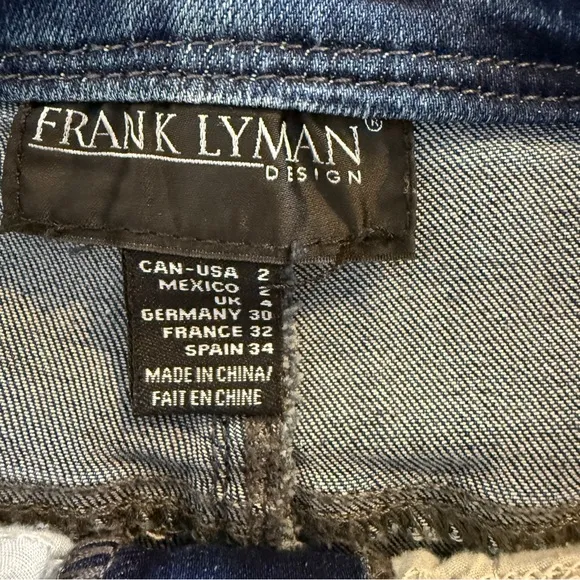 FRANK LYMAN®
DESIGN
CAN-USA 2
MEXICO 2
UK 4
GERMANY 30
FRANCE 32
SPAIN 34
MADE IN CHINA/
FAIT EN CHINE